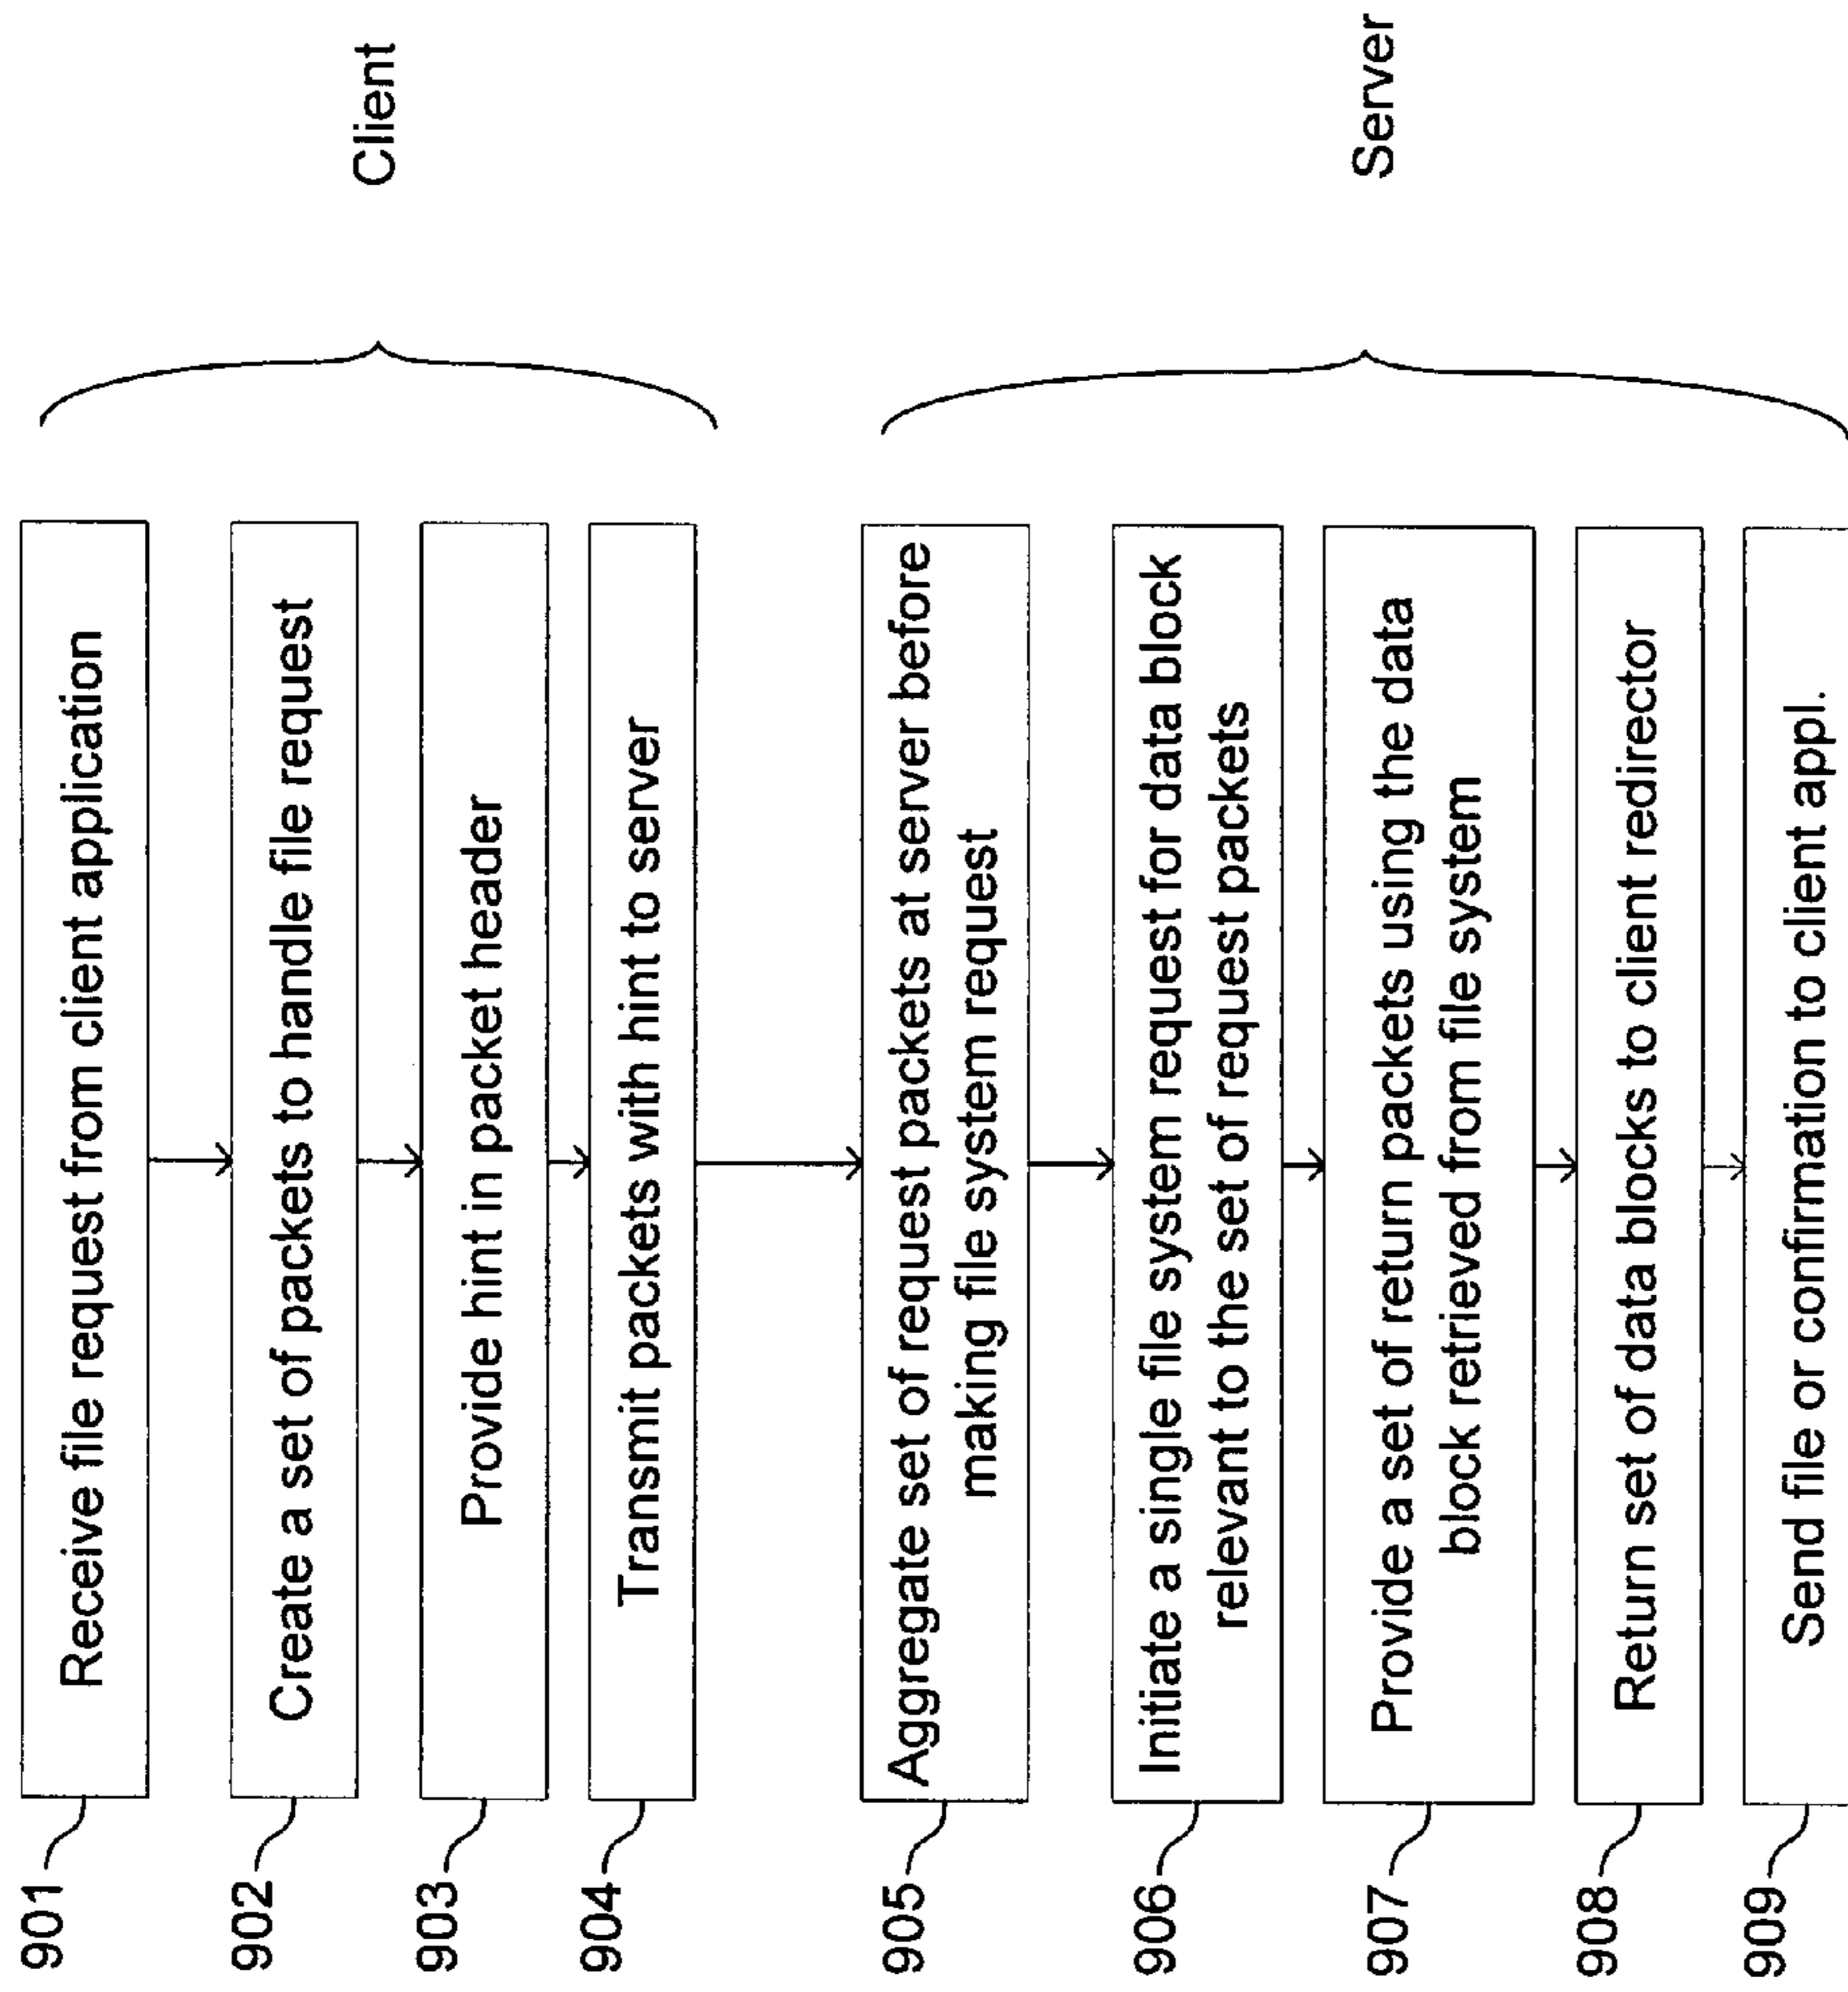 901
Receive file request from client application
902
Create a set of packets to handle file request
903
Provide hint in packet header
904
Transmit packets with hint to server
Client
905
Aggregate set of request packets at server before
making file system request
906
Initiate a single file system request for data block
relevant to the set of request packets
907
Provide a set of return packets using the data
block retrieved from file system
908
Return set of data blocks to client redirector
909
Send file or confirmation to client appl.
Server